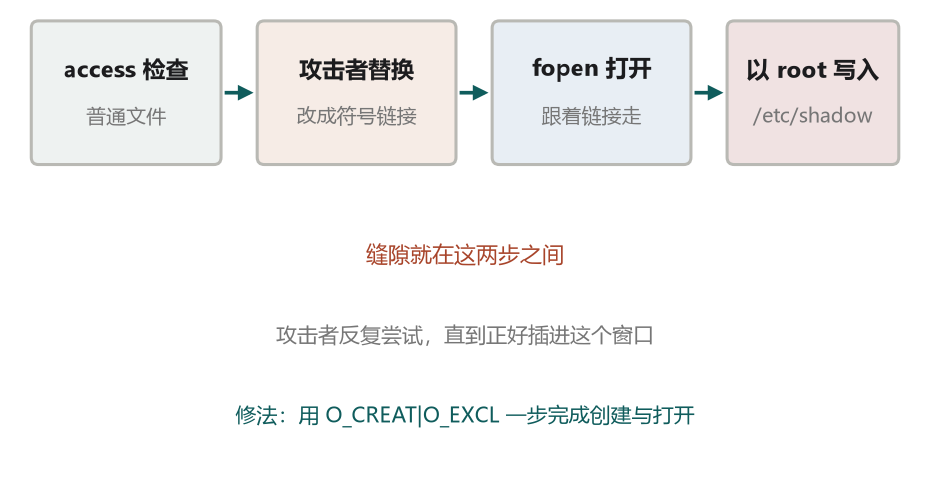 access 检查
普通文件
攻击者替换
改成符号链接
fopen 打开
跟着链接走
以 root 写入
/etc/shadow
缝隙就在这两步之间
攻击者反复尝试，直到正好插进这个窗口
修法：用 O_CREAT|O_EXCL 一步完成创建与打开